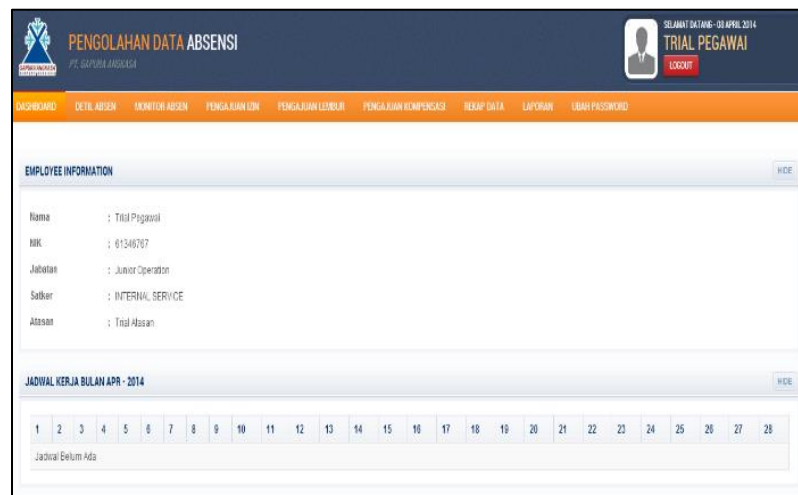 PENGOLAHAN DATA ABSENSI
PT. GAPURA ANGKASA
SELAMAT DATANG - 08 APRIL 2014
TRIAL PEGAWAI
LOGOUT
DASHBOARD DETIL ABSEN MONITOR ABSEN PENGAJUAN IZIN PENGAJUAN LEMBUR PENGAJUAN KOMPENSASI REKAP DATA LAPORAN UBAH PASSWORD
EMPLOYEE INFORMATION HIDE
Nama : Trial Pegawai
NIK : 61346767
Jabatan : Junior Operation
Satker : INTERNAL SERVICE
Atasan : Trial Atasan
JADWAL KERJA BULAN APR - 2014 HIDE
1 2 3 4 5 6 7 8 9 10 11 12 13 14 15 16 17 18 19 20 21 22 23 24 25 26 27 28
Jadwal Belum Ada